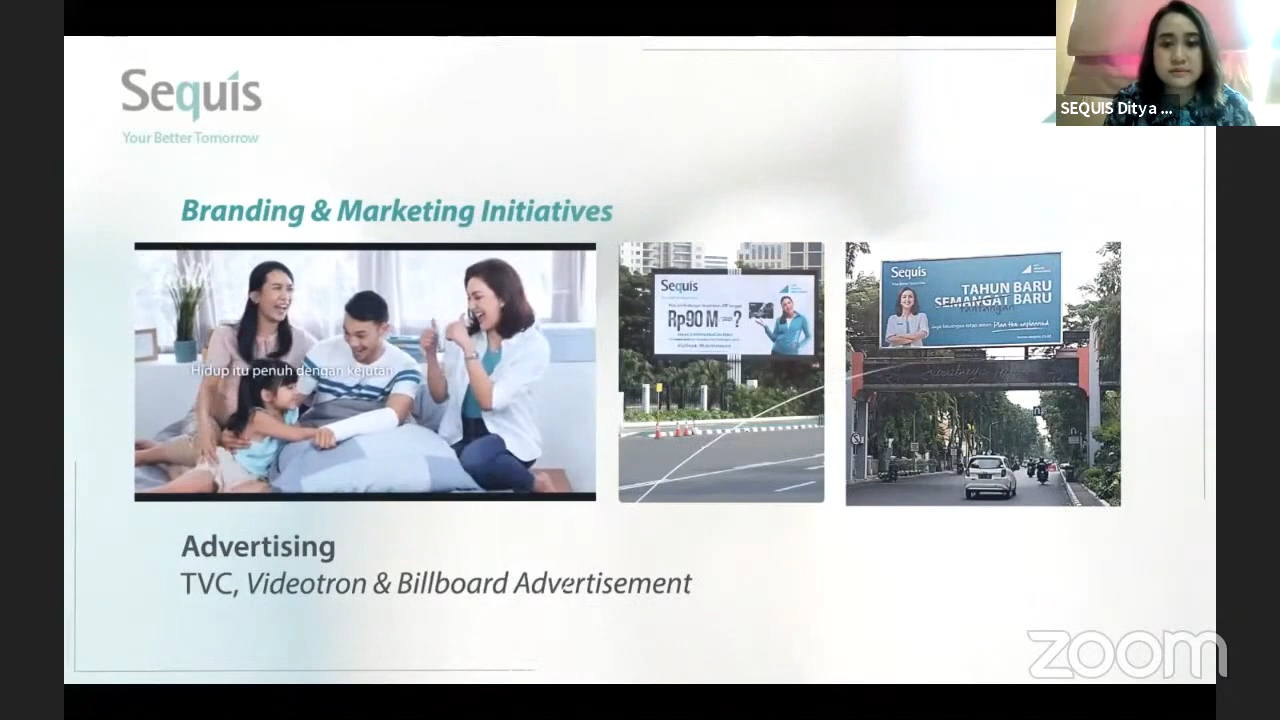 Sequis
Your Better Tomorrow
SEQUIS Ditya ...
Branding & Marketing Initiatives
Hidup itu penuh dengan kejutan
Sequis
Rp90 M
?
Sequis
TAHUN BARU
SEMANGAT BARU
Plan the unplanned
Advertising
TVC, Videotron & Billboard Advertisement
zoom